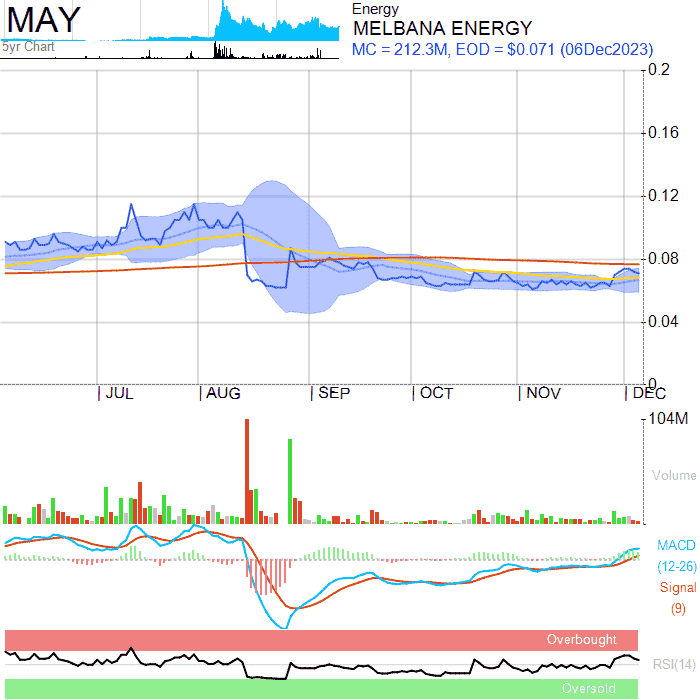 MAY
5yr Chart
Energy
MELBANA ENERGY
MC = 212.3M, EOD = $0.071 (06Dec2023)
0.2
0.16
0.12
0.08
0.04
0
JUL
AUG
SEP
OCT
NOV
DEC
104M
Volume
MACD
(12-26)
Signal
(9)
Overbought
RSI(14)
Oversold